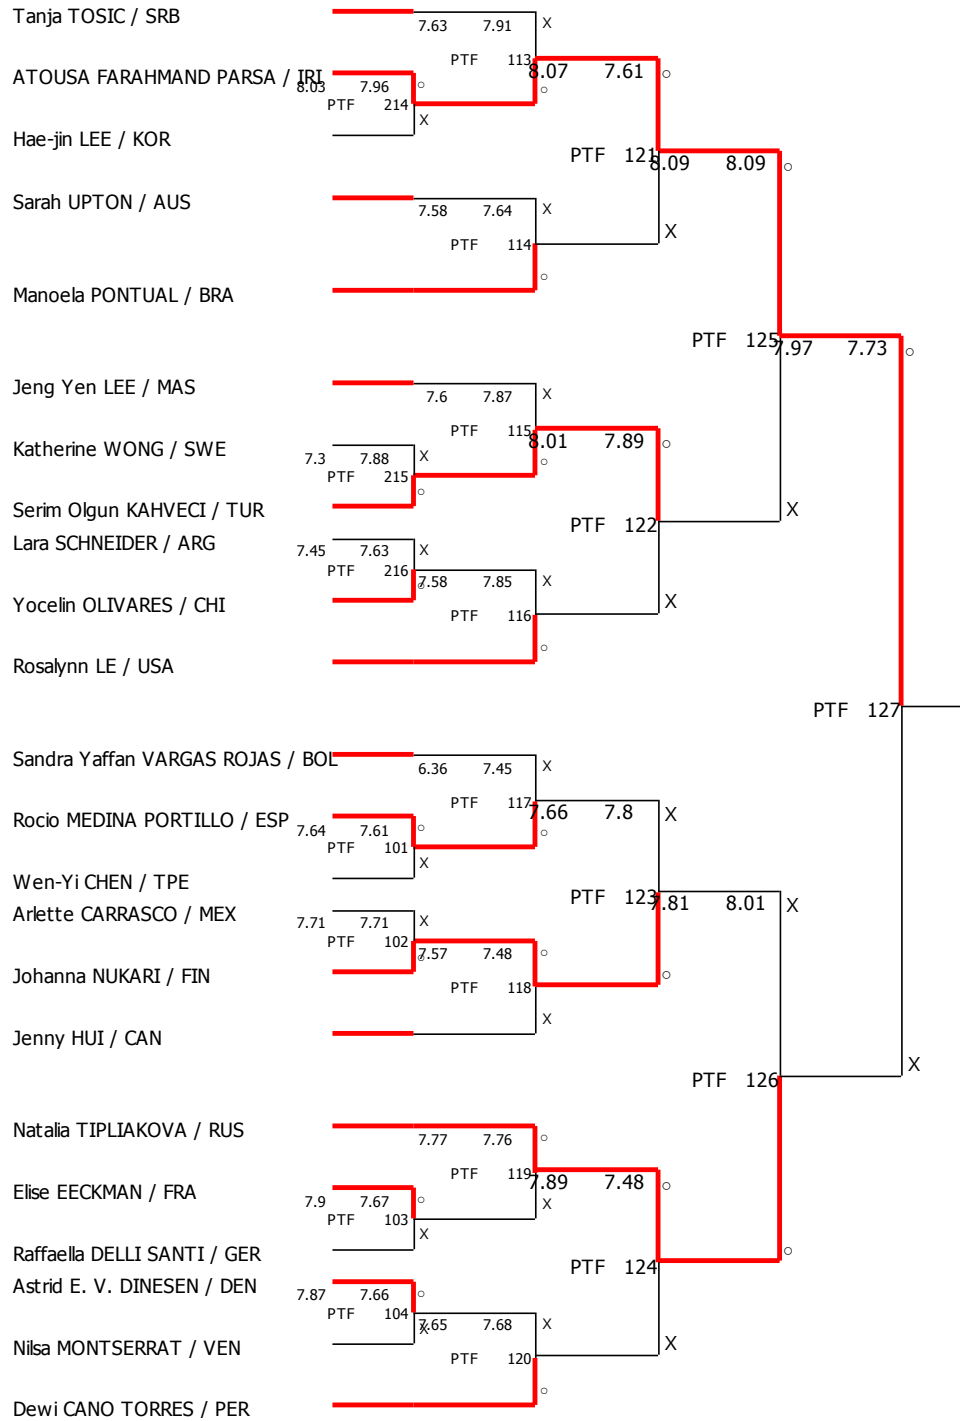 Tanja TOSIC / SRB
7.63 7.91 X
PTF 113
8.07 7.61 ○
ATOUSA FARAHMAND PARSA / IRI
8.03 7.96 ○
○
PTF 214
X
Hae-jin LEE / KOR
PTF 121
8.09 8.09 ○
Sarah UPTON / AUS
7.58 7.64 X
X
PTF 114
○
Manoela PONTUAL / BRA
PTF 125
7.97 7.73 ○
Jeng Yen LEE / MAS
7.6 7.87 X
PTF 115
8.01 7.89 ○
Katherine WONG / SWE
7.3 7.88 X
○
PTF 215
○
Serim Olgun KAHVECI / TUR
X
PTF 122
Lara SCHNEIDER / ARG
7.45 7.63 X
PTF 216
○
7.58 7.85 X
X
Yocelin OLIVARES / CHI
PTF 116
○
Rosalynn LE / USA
PTF 127
Sandra Yaffan VARGAS ROJAS / BOL
6.36 7.45 X
PTF 117
7.66 7.8 X
Rocio MEDINA PORTILLO / ESP
7.64 7.61 ○
○
PTF 101
X
Wen-Yi CHEN / TPE
PTF 123
7.81 8.01 X
Arlette CARRASCO / MEX
7.71 7.71 X
PTF 102
○
7.57 7.48 ○
Johanna NUKARI / FIN
○
PTF 118
X
Jenny HUI / CAN
X
PTF 126
Natalia TIPLIAKOVA / RUS
7.77 7.76 ○
PTF 119
7.89 7.48 ○
Elise EECKMAN / FRA
7.9 7.67 ○
X
PTF 103
X
Raffaella DELLI SANTI / GER
○
PTF 124
Astrid E. V. DINESEN / DEN
7.87 7.66 ○
PTF 104
X
7.65 7.68 X
X
Nilsa MONTSERRAT / VEN
PTF 120
○
Dewi CANO TORRES / PER